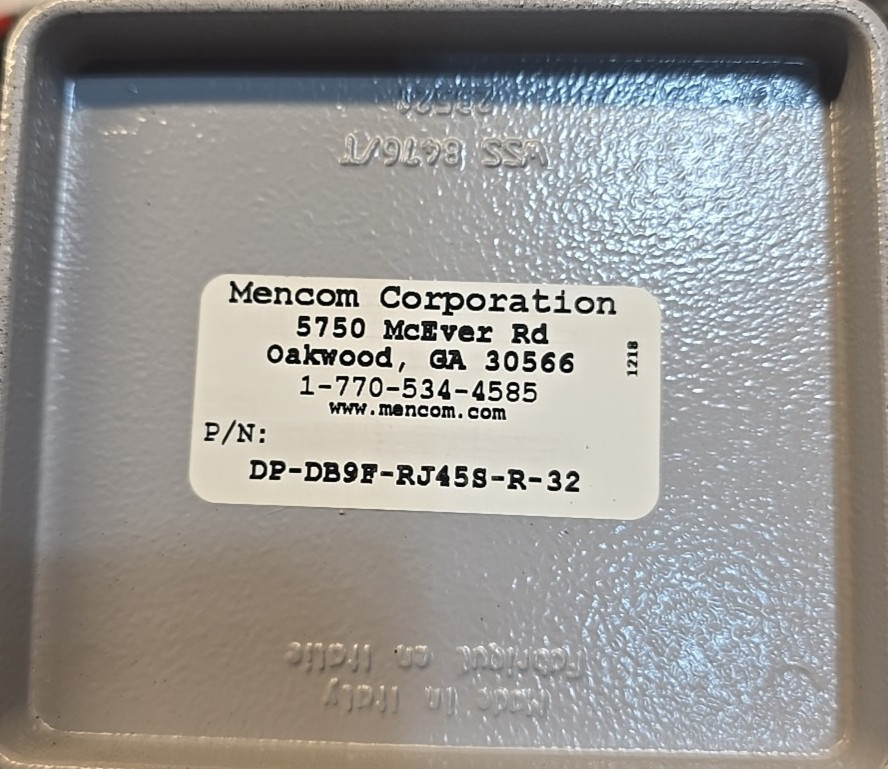 Mencom Corporation
5750 McEver Rd
Oakwood, GA 30566
1-770-534-4585
www.mencom.com
1218
P/N:
DP-DB9F-RJ45S-R-32
Made in Italy
Fabriqué en Italie